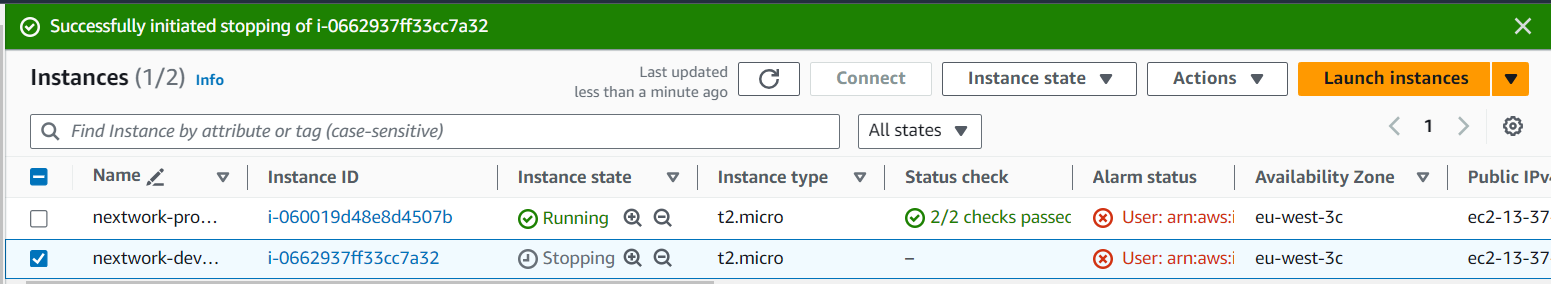 Successfully initiated stopping of i-0662937ff33cc7a32
Instances (1/2) Info
Last updated
less than a minute ago
Connect
Instance state
Actions
Launch instances
Find Instance by attribute or tag (case-sensitive)
All states
1
Name Instance ID Instance state Instance type Status check Alarm status Availability Zone Public IPv4
nextwork-pro... i-060019d48e8d4507b Running t2.micro 2/2 checks passec User: arn:aws:i eu-west-3c ec2-13-37
nextwork-dev... i-0662937ff33cc7a32 Stopping t2.micro – User: arn:aws:i eu-west-3c ec2-13-37